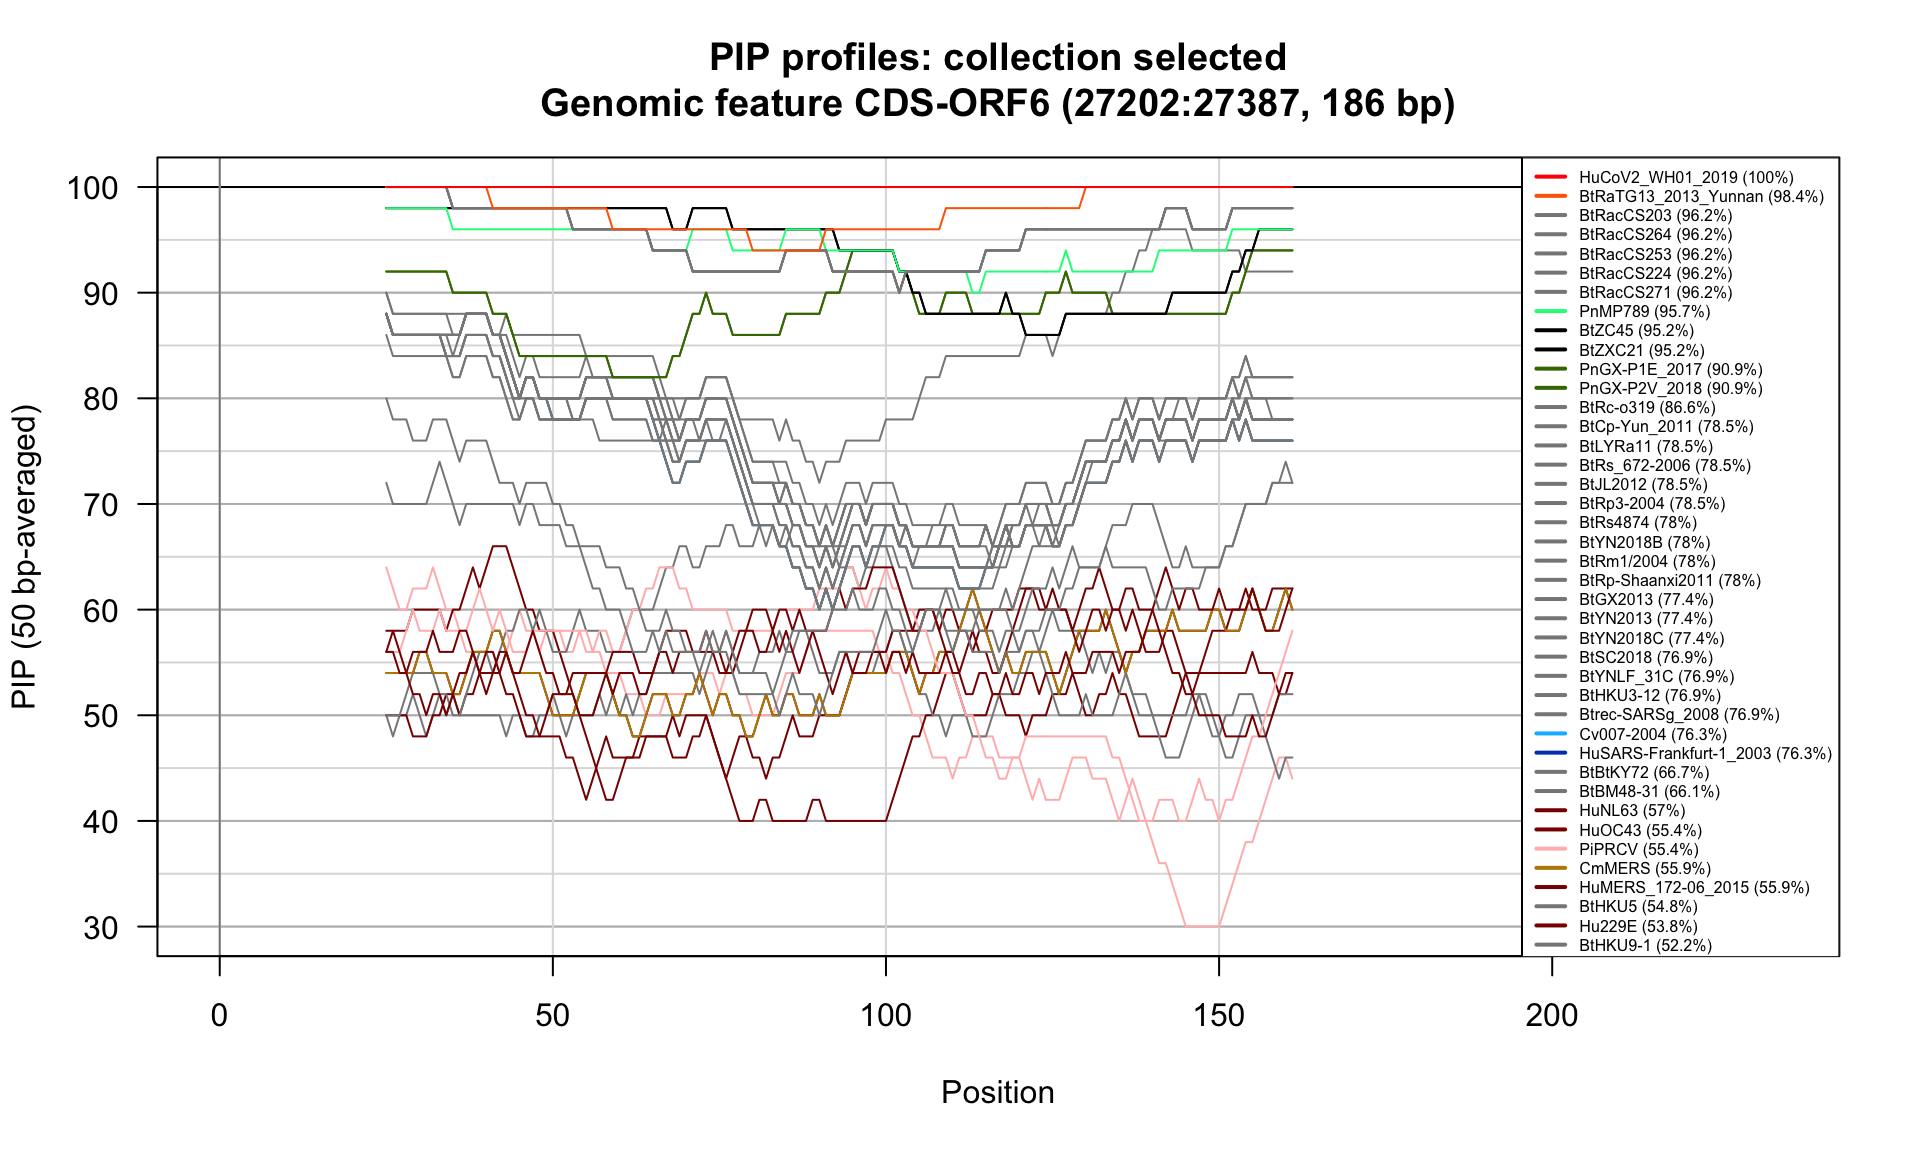 PIP profiles: collection selected
Genomic feature CDS-ORF6 (27202:27387, 186 bp)
PIP (50 bp-averaged)
100
90
80
70
60
50
40
30
0
50
100
150
200
Position
HuCoV2_WH01_2019 (100%)
BtRaTG13_2013_Yunnan (98.4%)
BtRacCS203 (96.2%)
BtRacCS264 (96.2%)
BtRacCS253 (96.2%)
BtRacCS224 (96.2%)
BtRacCS271 (96.2%)
PnMP789 (95.7%)
BtZC45 (95.2%)
BtZXC21 (95.2%)
PnGX-P1E_2017 (90.9%)
PnGX-P2V_2018 (90.9%)
BtRc-o319 (86.6%)
BtCp-Yun_2011 (78.5%)
BtLYRa11 (78.5%)
BtRs_672-2006 (78.5%)
BtJL2012 (78.5%)
BtRp3-2004 (78.5%)
BtRs4874 (78%)
BtYN2018B (78%)
BtRm1/2004 (78%)
BtRp-Shaanxi2011 (78%)
BtGX2013 (77.4%)
BtYN2013 (77.4%)
BtYN2018C (77.4%)
BtSC2018 (76.9%)
BtYNLF_31C (76.9%)
BtHKU3-12 (76.9%)
Btrec-SARSg_2008 (76.9%)
Cv007-2004 (76.3%)
HuSARS-Frankfurt-1_2003 (76.3%)
BtBtKY72 (66.7%)
BtBM48-31 (66.1%)
HuNL63 (57%)
HuOC43 (55.4%)
PiPRCV (55.4%)
CmMERS (55.9%)
HuMERS_172-06_2015 (55.9%)
BtHKU5 (54.8%)
Hu229E (53.8%)
BtHKU9-1 (52.2%)